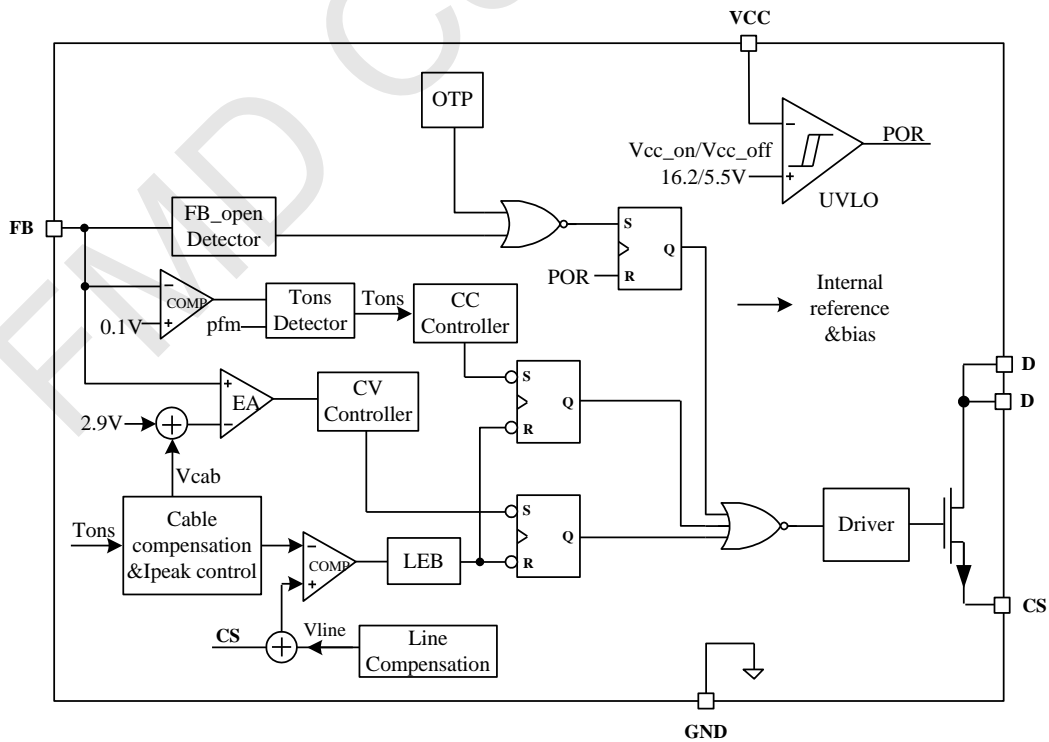 FMD Co
VCC
OTP
Vcc_on/Vcc_off
16.2/5.5V
−
+
POR
UVLO
FB
FB_open
Detector
S
Q
R
POR
Internal
reference
&bias
−
COMP
+
0.1V
pfm
Tons
Detector
Tons
CC
Controller
D
D
+
EA
−
2.9V
+
CV
Controller
S
Q
R
Vcab
Tons
Cable
compensation
&Ipeak control
−
COMP
+
LEB
S
Q
R
Driver
CS
+
Vline
Line
Compensation
CS
GND